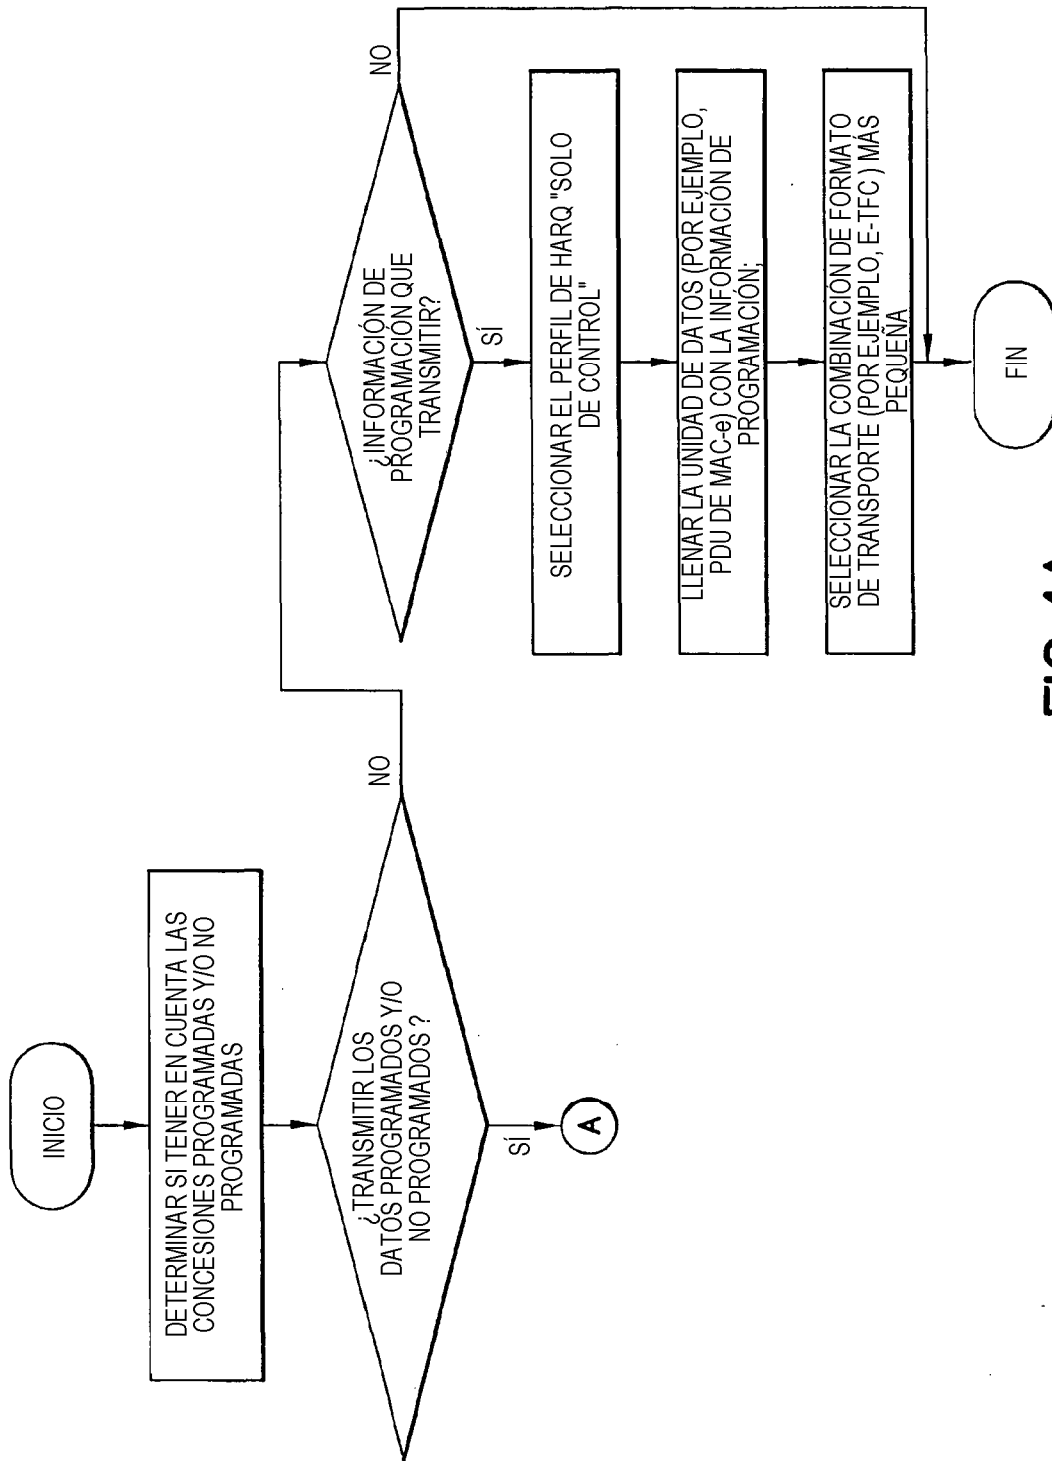 INICIO
DETERMINAR SI TENER EN CUENTA LAS
CONCESIONES PROGRAMADAS Y/O NO
PROGRAMADAS
¿TRANSMITIR LOS
DATOS PROGRAMADOS Y/O
NO PROGRAMADOS ?
NO
SÍ
A
¿INFORMACIÓN DE
PROGRAMACIÓN QUE
TRANSMITIR?
NO
SÍ
SELECCIONAR EL PERFIL DE HARQ "SOLO
DE CONTROL"
LLENAR LA UNIDAD DE DATOS (POR EJEMPLO,
PDU DE MAC-e) CON LA INFORMACIÓN DE
PROGRAMACIÓN;
SELECCIONAR LA COMBINACIÓN DE FORMATO
DE TRANSPORTE (POR EJEMPLO, E-TFC ) MÁS
PEQUEÑA
FIN